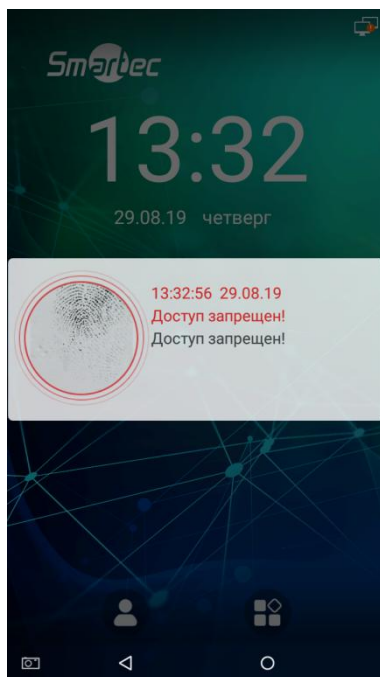 Smartec
13:32
29.08.19 четверг
13:32:56 29.08.19
Доступ запрещен!
Доступ запрещен!